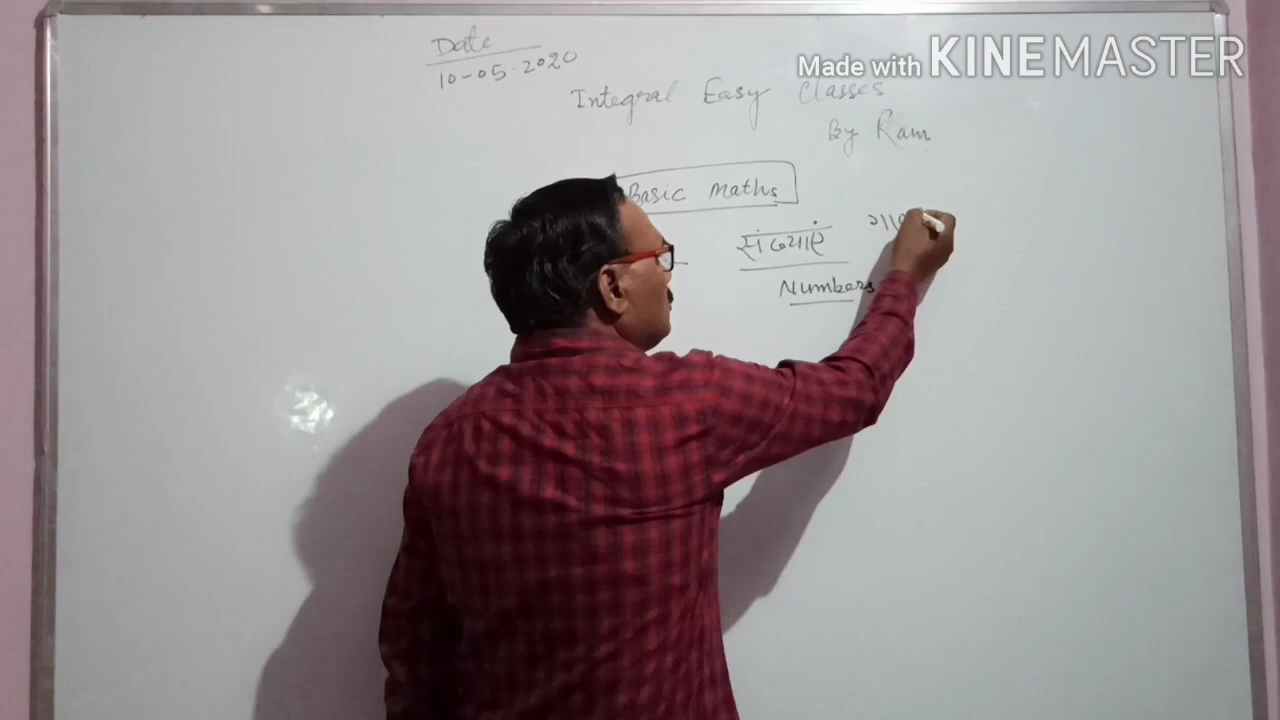 Date
10-05.2020
Made with KINEMASTER
Integral Easy Classes
By Ram
Basic Maths
संख्याएं
Numbers